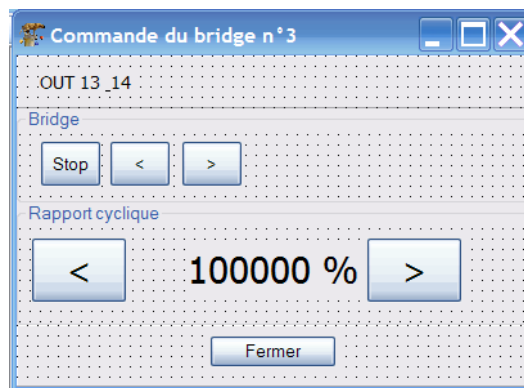 Commande du bridge n°3
OUT 13 _14
Bridge
Stop < >
Rapport cyclique
< 100000 % >
Fermer